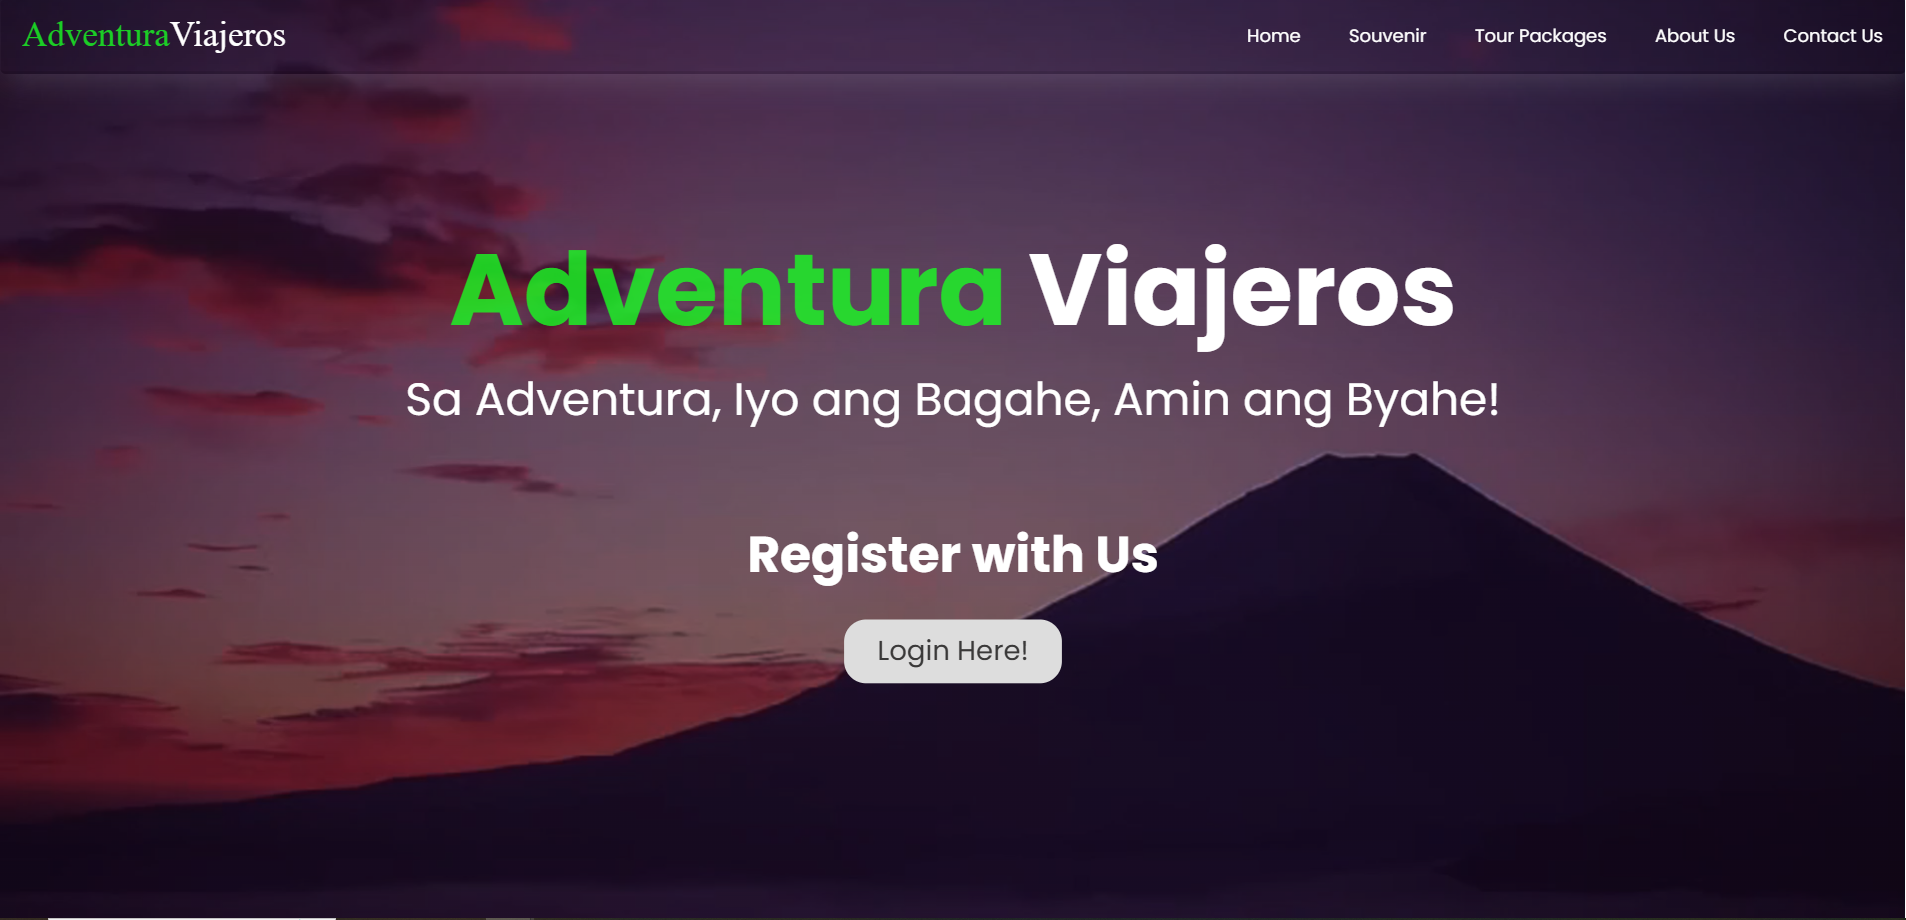 AdventuraViajeros
Home Souvenir Tour Packages About Us Contact Us
Adventura Viajeros
Sa Adventura, Iyo ang Bagahe, Amin ang Byahe!
Register with Us
Login Here!